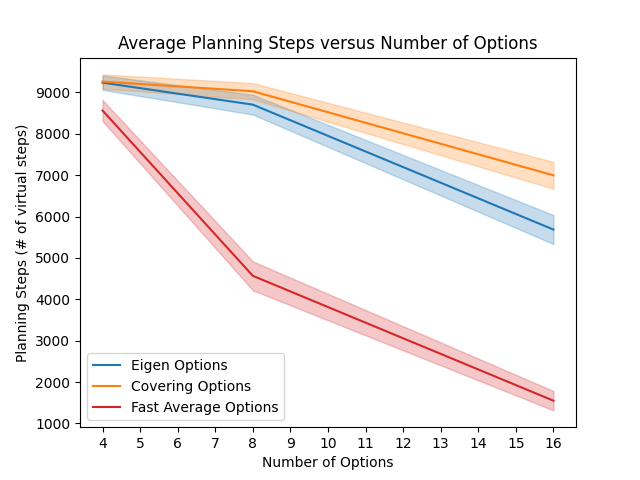 Average Planning Steps versus Number of Options
Planning Steps (# of virtual steps)
9000
8000
7000
6000
5000
4000
3000
2000
1000
Eigen Options
Covering Options
Fast Average Options
4 5 6 7 8 9 10 11 12 13 14 15 16
Number of Options